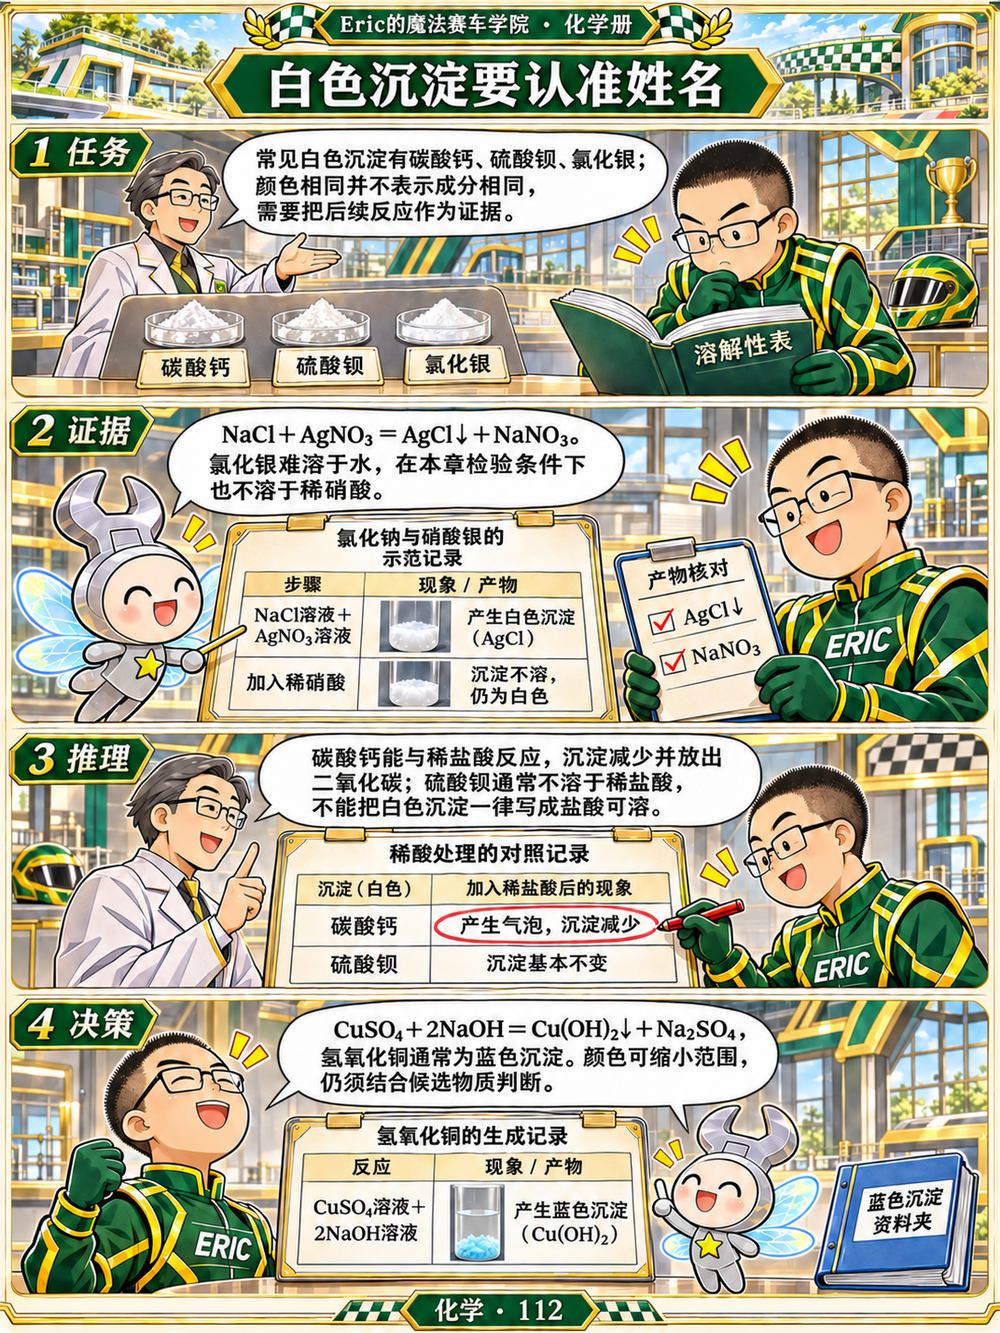 Eric的魔法赛车学院 · 化学册
白色沉淀要认准姓名
1 任务
常见白色沉淀有碳酸钙、硫酸钡、氯化银；
颜色相同并不表示成分相同，
需要把后续反应作为证据。
碳酸钙
硫酸钡
氯化银
溶解性表
2 证据
NaCl＋AgNO₃＝AgCl↓＋NaNO₃。
氯化银难溶于水，在本章检验条件下
也不溶于稀硝酸。
氯化钠与硝酸银的
示范记录
步骤
现象 / 产物
NaCl溶液＋
AgNO₃溶液
产生白色沉淀
（AgCl）
加入稀硝酸
沉淀不溶，
仍为白色
产物核对
AgCl↓
NaNO₃
ERIC
3 推理
碳酸钙能与稀盐酸反应，沉淀减少并放出
二氧化碳；硫酸钡通常不溶于稀盐酸，
不能把白色沉淀一律写成盐酸可溶。
稀酸处理的对照记录
沉淀（白色）
加入稀盐酸后的现象
碳酸钙
产生气泡，沉淀减少
硫酸钡
沉淀基本不变
ERIC
4 决策
CuSO₄＋2NaOH＝Cu(OH)₂↓＋Na₂SO₄，
氢氧化铜通常为蓝色沉淀。颜色可缩小范围，
仍须结合候选物质判断。
氢氧化铜的生成记录
反应
现象 / 产物
CuSO₄溶液＋
2NaOH溶液
产生蓝色沉淀
（Cu(OH)₂）
ERIC
蓝色沉淀
资料夹
化学 · 112